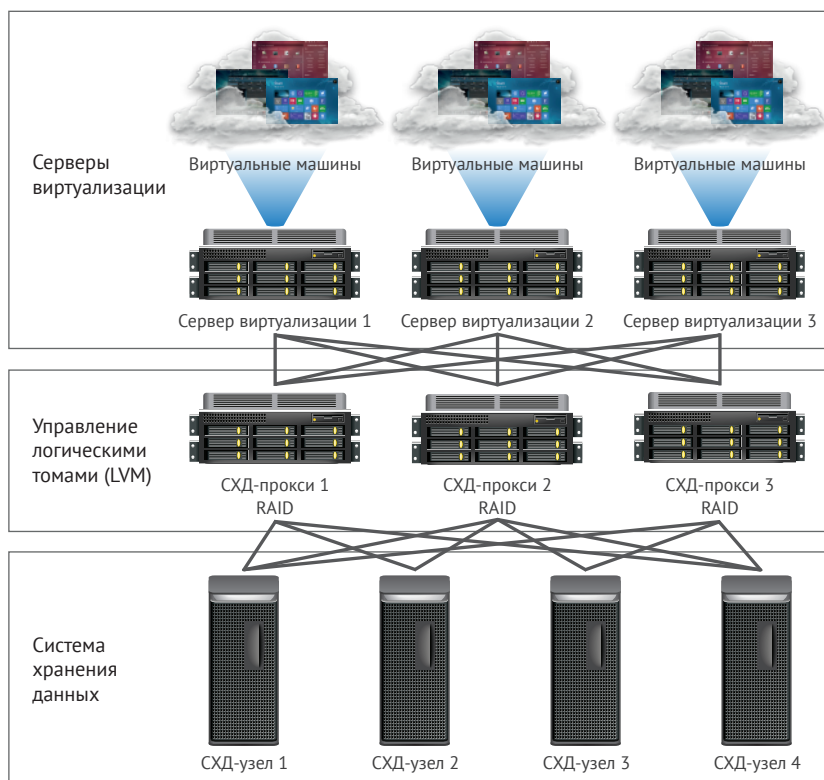 Серверы
виртуализации
Виртуальные машины
Виртуальные машины
Виртуальные машины
Сервер виртуализации 1
Сервер виртуализации 2
Сервер виртуализации 3
Управление
логическими
томами (LVM)
СХД-прокси 1
RAID
СХД-прокси 2
RAID
СХД-прокси 3
RAID
Система
хранения
данных
СХД-узел 1
СХД-узел 2
СХД-узел 3
СХД-узел 4